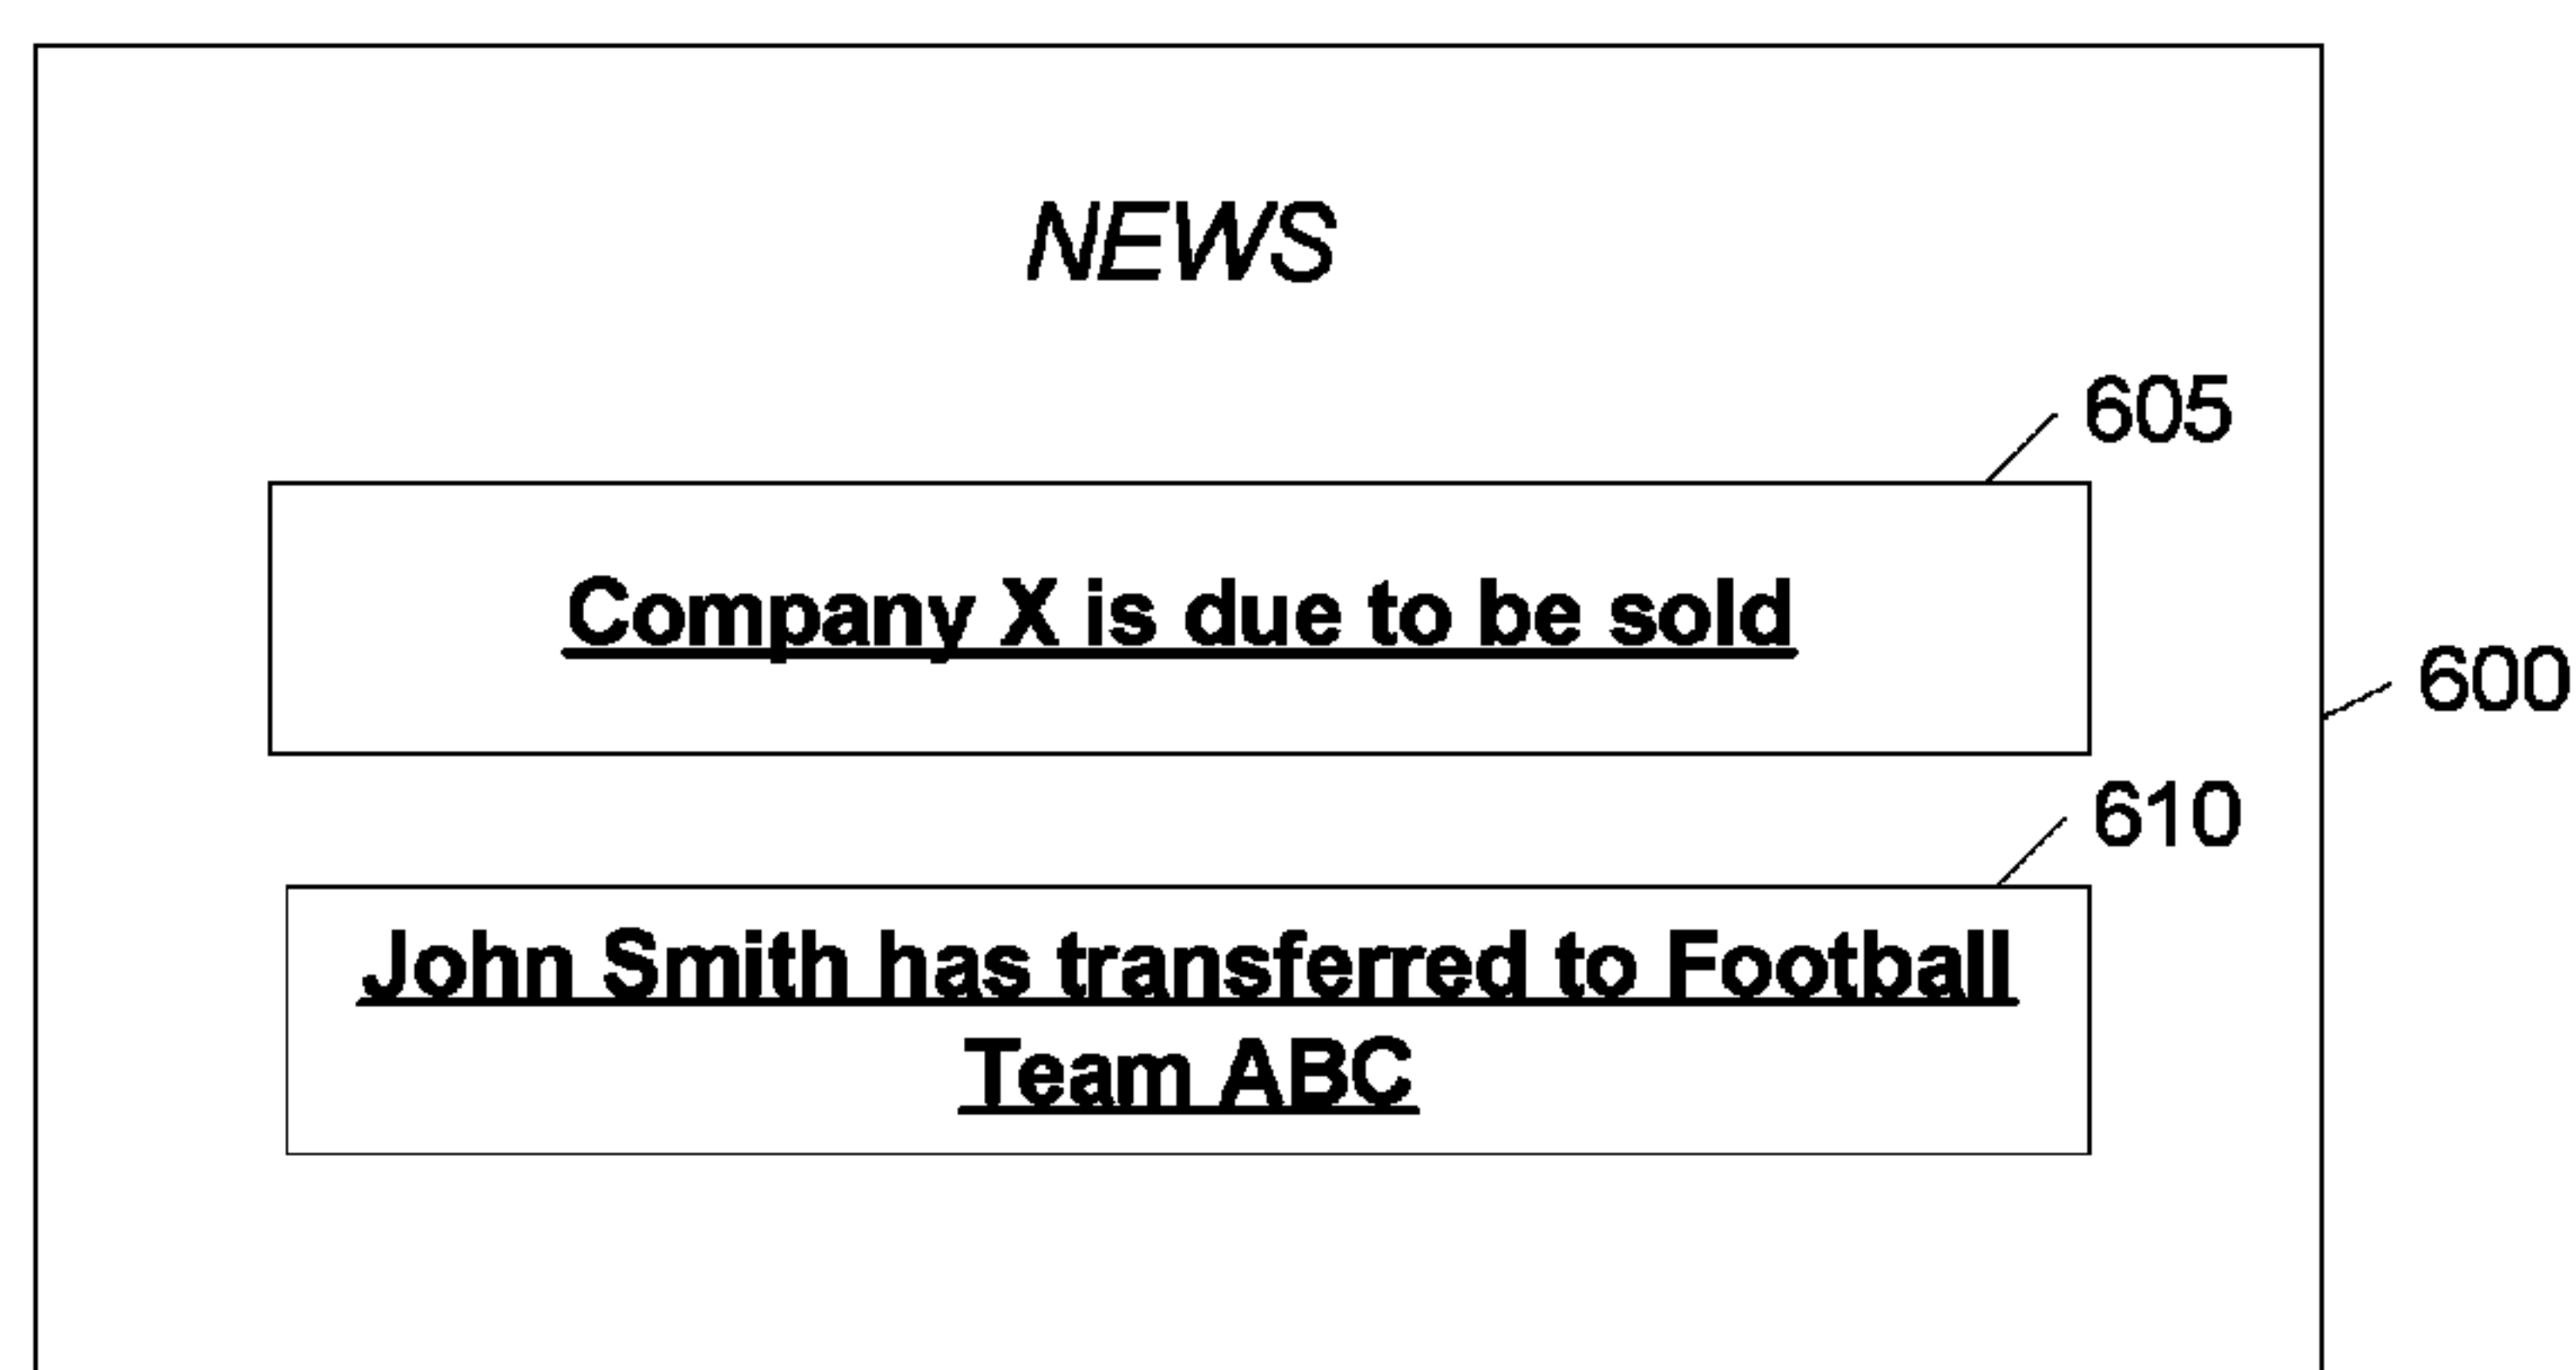 NEWS
605
Company X is due to be sold
600
610
John Smith has transferred to Football
Team ABC